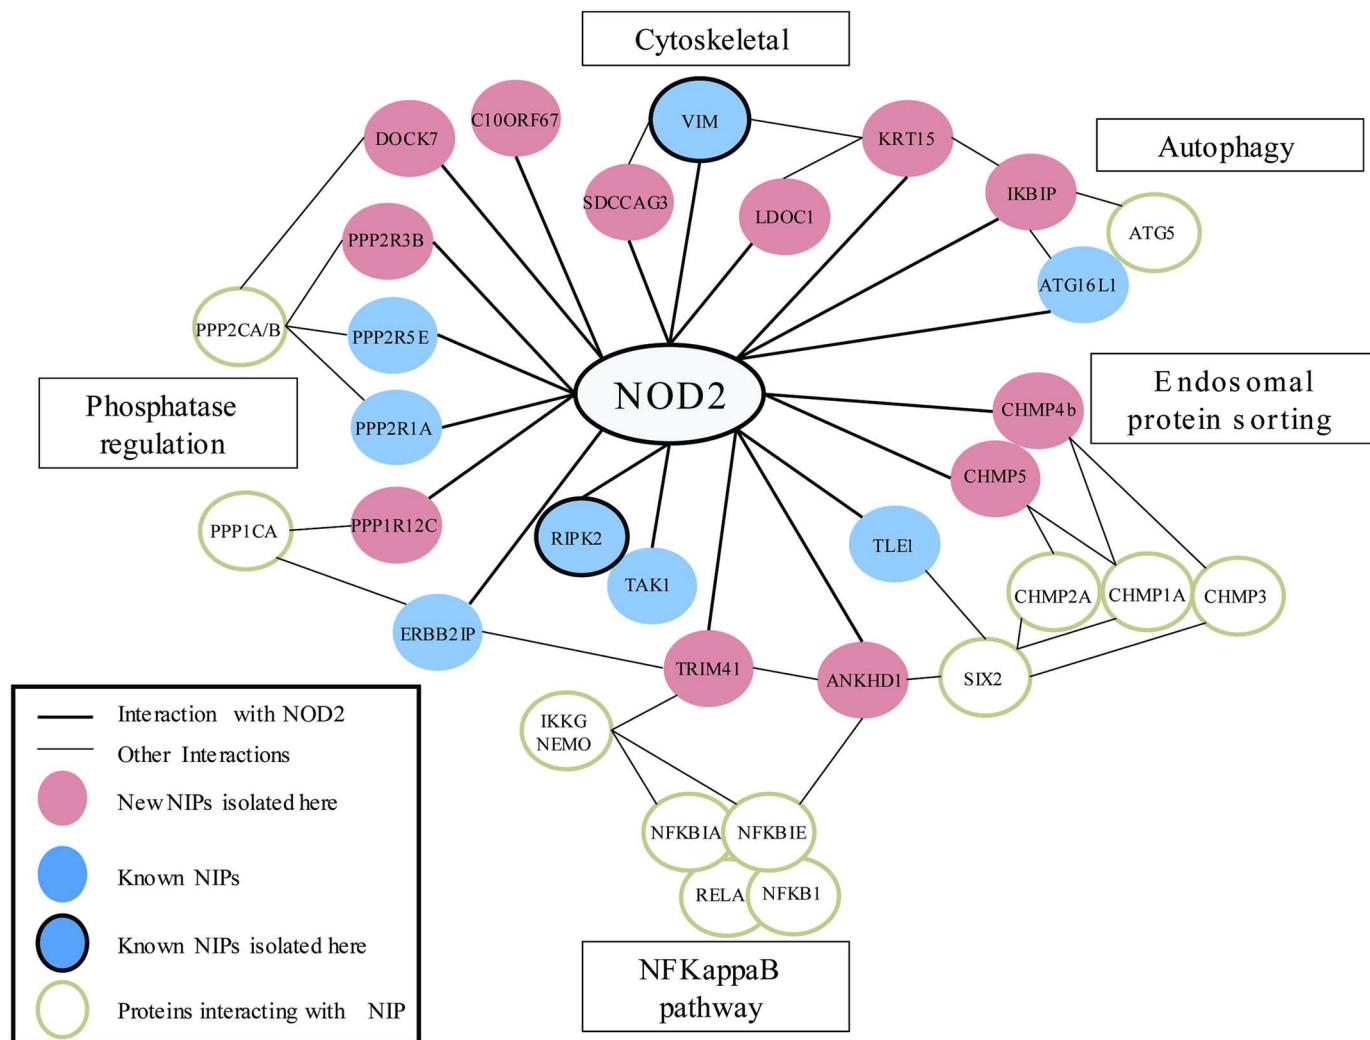 Cytoskeletal
C10ORF67
VIM
DOCK7
KRT15
Autophagy
SDCCAG3
LDOC1
IKBIP
PPP2R3B
ATG5
ATG16L1
PPP2CA/B
PPP2R5E
NOD2
Endosomal
protein sorting
Phosphatase
regulation
PPP2R1A
CHMP4b
CHMP5
PPP1CA
PPP1R12C
RIPK2
TLE1
TAK1
CHMP2A
CHMP1A
CHMP3
ERBB2IP
TRIM41
ANKHD1
SIX2
IKKG
NEMO
NFKBIA
NFKBIE
RELA
NFKB1
NFKappaB
pathway
Interaction with NOD2
Other Interactions
New NIPs isolated here
Known NIPs
Known NIPs isolated here
Proteins interacting with NIP